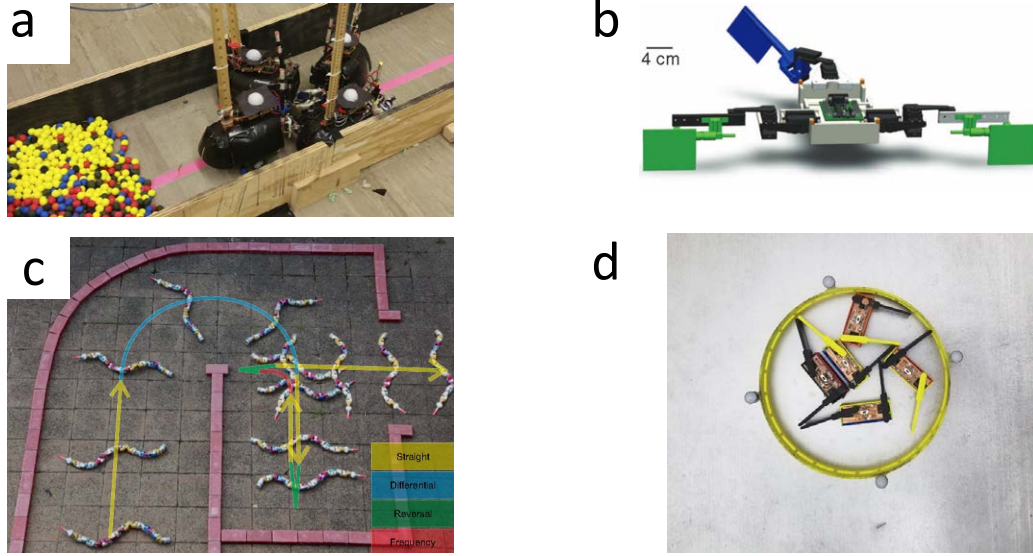 a
b
4 cm
c
Straight
Differential
Reversal
Frequency
d